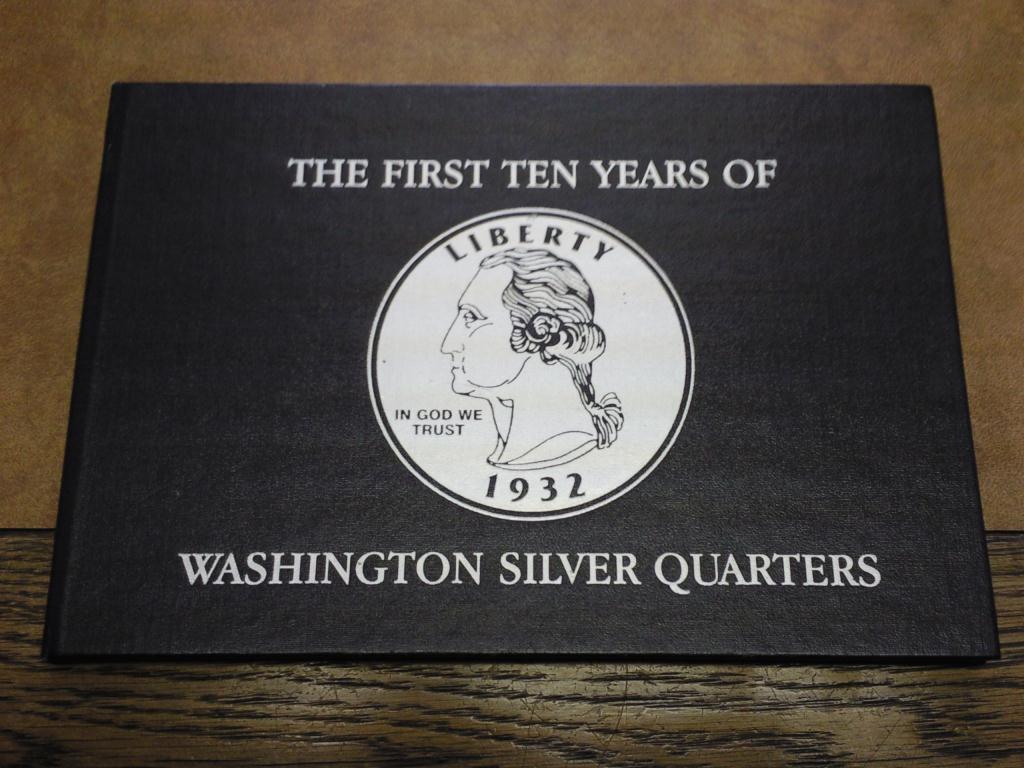 THE FIRST TEN YEARS OF
LIBERTY
IN GOD WE
TRUST
1932
WASHINGTON SILVER QUARTERS